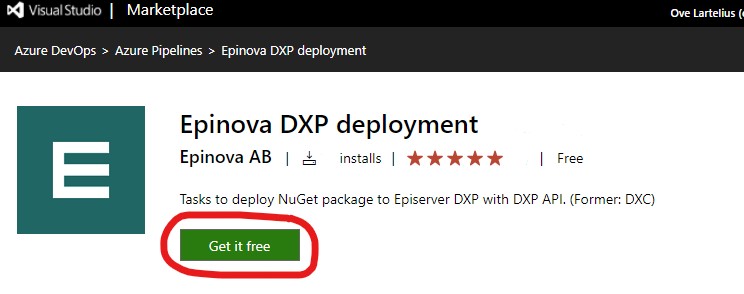 Visual Studio | Marketplace
Ove Lartelius (
Azure DevOps > Azure Pipelines > Epinova DXP deployment
E
Epinova DXP deployment
Epinova AB | installs | | Free
Tasks to deploy NuGet package to Episerver DXP with DXP API. (Former: DXC)
Get it free